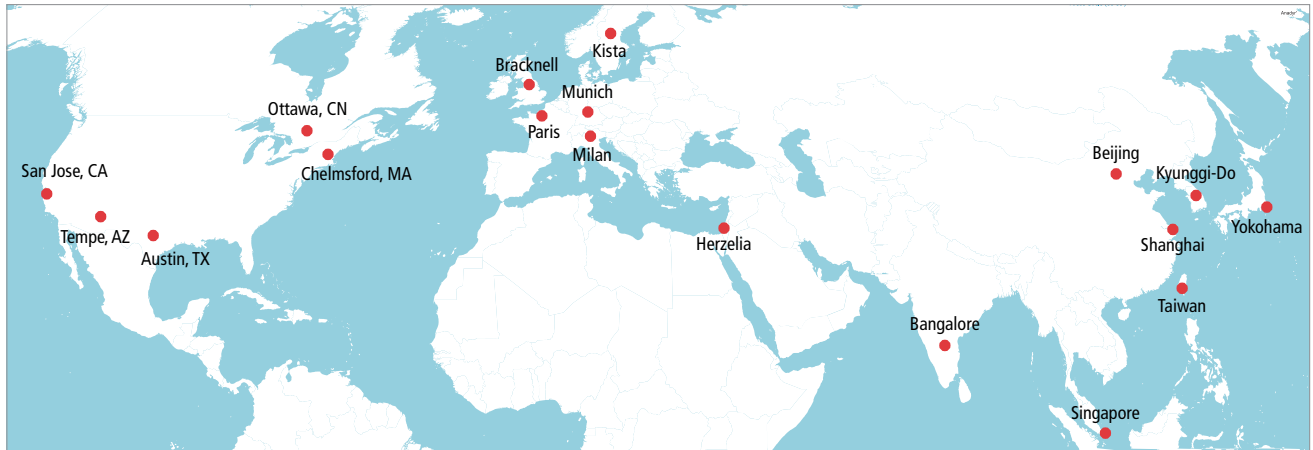 Anadyr
Kista
Bracknell
Munich
Ottawa, CN
Paris
Milan
Beijing
San Jose, CA
Chelmsford, MA
Kyunggi-Do
Tempe, AZ
Herzelia
Shanghai
Yokohama
Austin, TX
Taiwan
Bangalore
Singapore